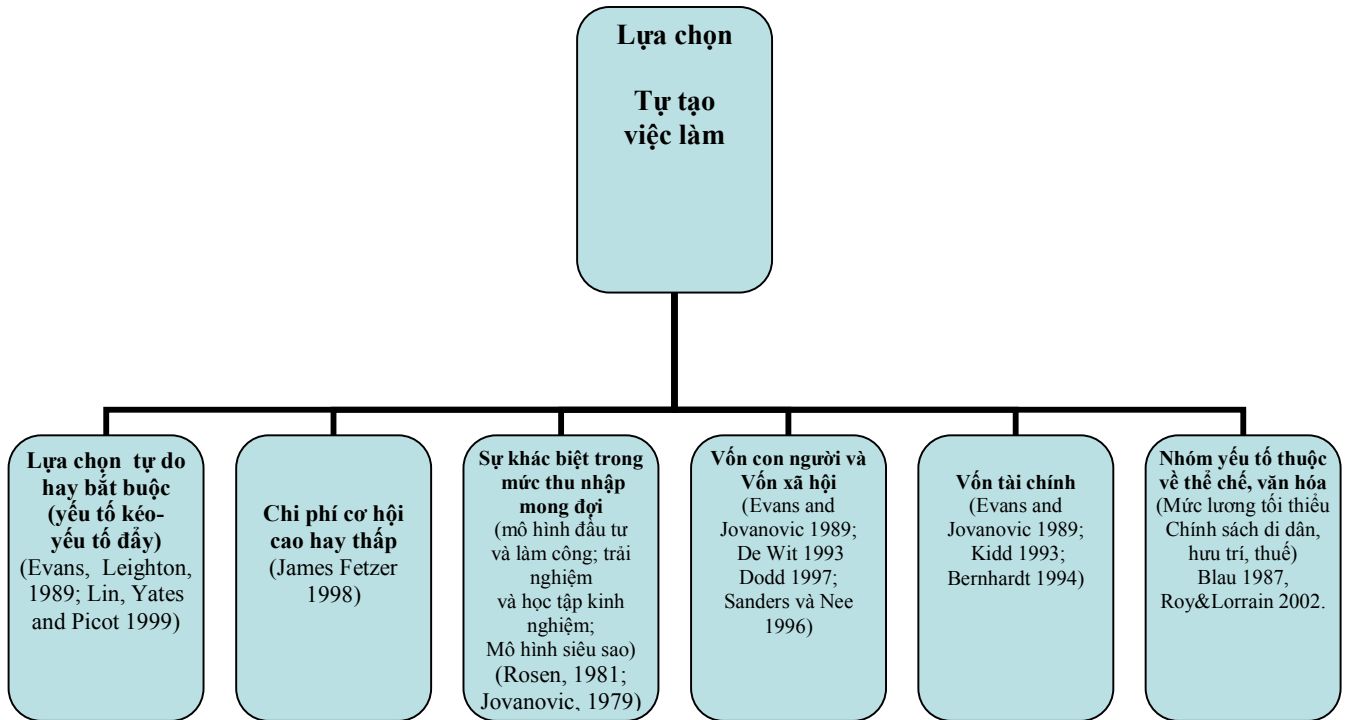 Lựa chọn
Tự tạo
việc làm
Lựa chọn tự do
hay bắt buộc
(yếu tố kéo-
yếu tố đẩy)
(Evans, Leighton,
1989; Lin, Yates
and Picot 1999)
Chi phí cơ hội
cao hay thấp
(James Fetzer
1998)
Sự khác biệt trong
mức thu nhập
mong đợi
(mô hình đầu tư
và làm công; trải
nghiệm
và học tập kinh
nghiệm;
Mô hình siêu sao)
(Rosen, 1981;
Jovanovic, 1979)
Vốn con người và
Vốn xã hội
(Evans and
Jovanovic 1989;
De Wit 1993
Dodd 1997;
Sanders và Nee
1996)
Vốn tài chính
(Evans and
Jovanovic 1989;
Kidd 1993;
Bernhardt 1994)
Nhóm yếu tố thuộc
về thể chế, văn hóa
(Mức lương tối thiểu
Chính sách di dân,
hưu trí, thuế)
Blau 1987,
Roy&Lorrain 2002.